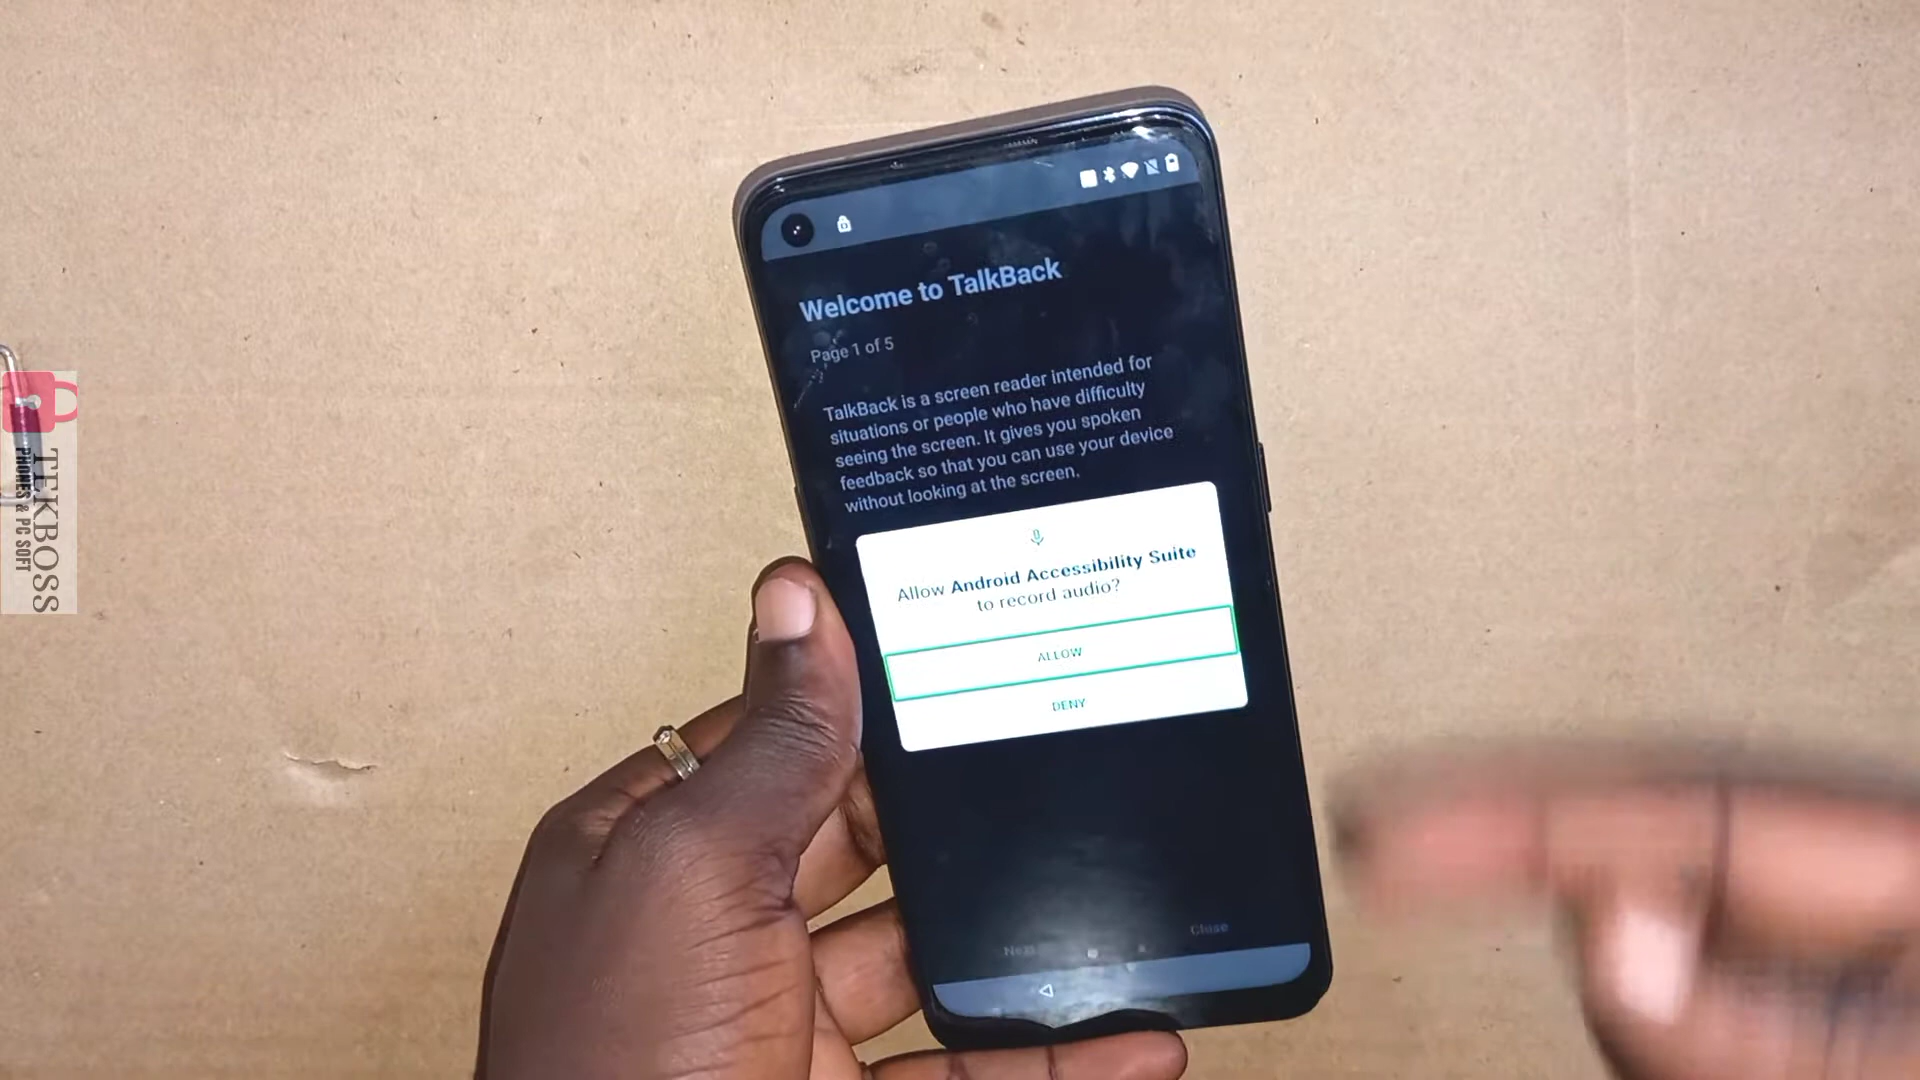 Welcome to TalkBack
Page 1 of 5
TalkBack is a screen reader intended for
situations or people who have difficulty
seeing the screen. It gives you spoken
feedback so that you can use your device
without looking at the screen.
Allow Android Accessibility Suite
to record audio?
ALLOW
DENY
Next
Close
TEKBOSS
PHONES & PC SOFT